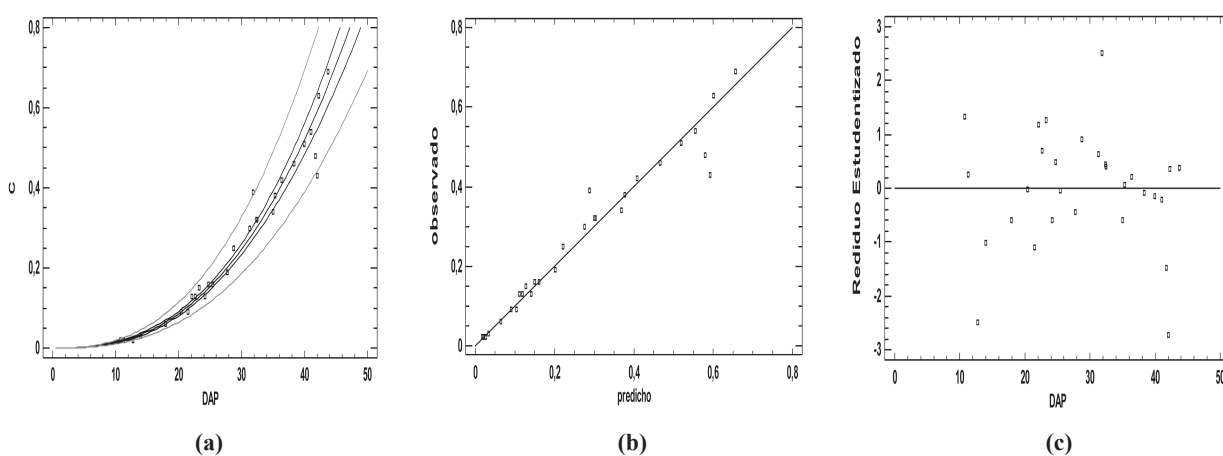 0,8
0,6
0,4
0,2
0
C
0 10 20 30 40 50
DAP
(a)
0,8
0,6
0,4
0,2
0
observado
0 0,2 0,4 0,6 0,8
predicho
(b)
3
2
1
0
-1
-2
-3
Rediduo Estudentizado
0 10 20 30 40 50
DAP
(c)